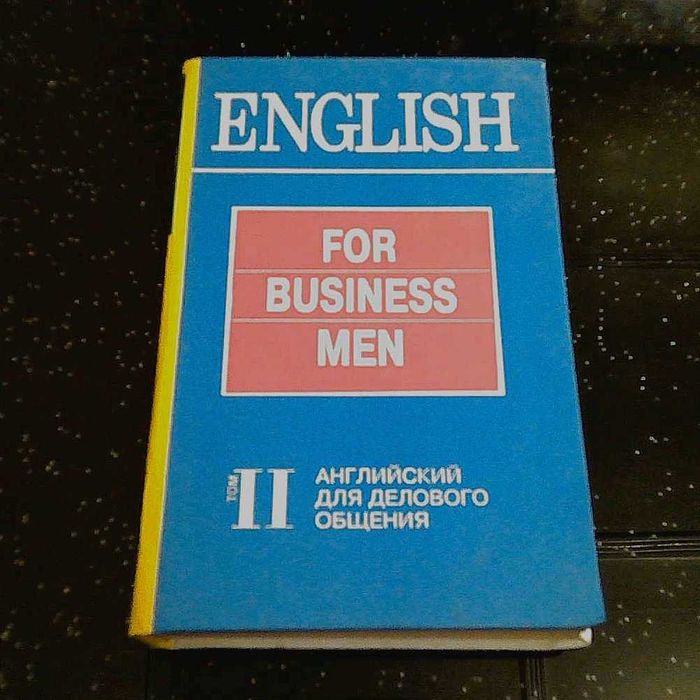 ENGLISH
FOR
BUSINESS
MEN
ТОМ II
АНГЛИЙСКИЙ
ДЛЯ ДЕЛОВОГО
ОБЩЕНИЯ